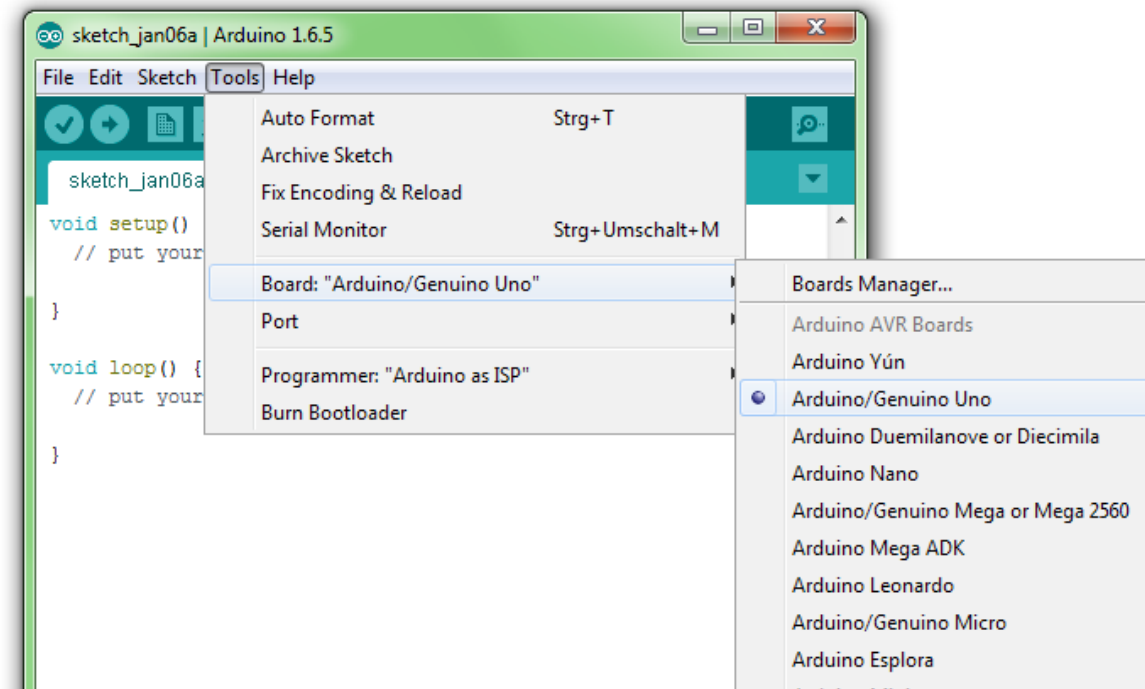 sketch_jan06a | Arduino 1.6.5
File Edit Sketch Tools Help
sketch_jan06a
Auto Format Strg+T
Archive Sketch
Fix Encoding & Reload
Serial Monitor Strg+Umschalt+M
Board: "Arduino/Genuino Uno"
Port
Programmer: "Arduino as ISP"
Burn Bootloader
void setup()
// put your
}
void loop() {
// put your
}
Boards Manager...
Arduino AVR Boards
Arduino Yún
Arduino/Genuino Uno
Arduino Duemilanove or Diecimila
Arduino Nano
Arduino/Genuino Mega or Mega 2560
Arduino Mega ADK
Arduino Leonardo
Arduino/Genuino Micro
Arduino Esplora